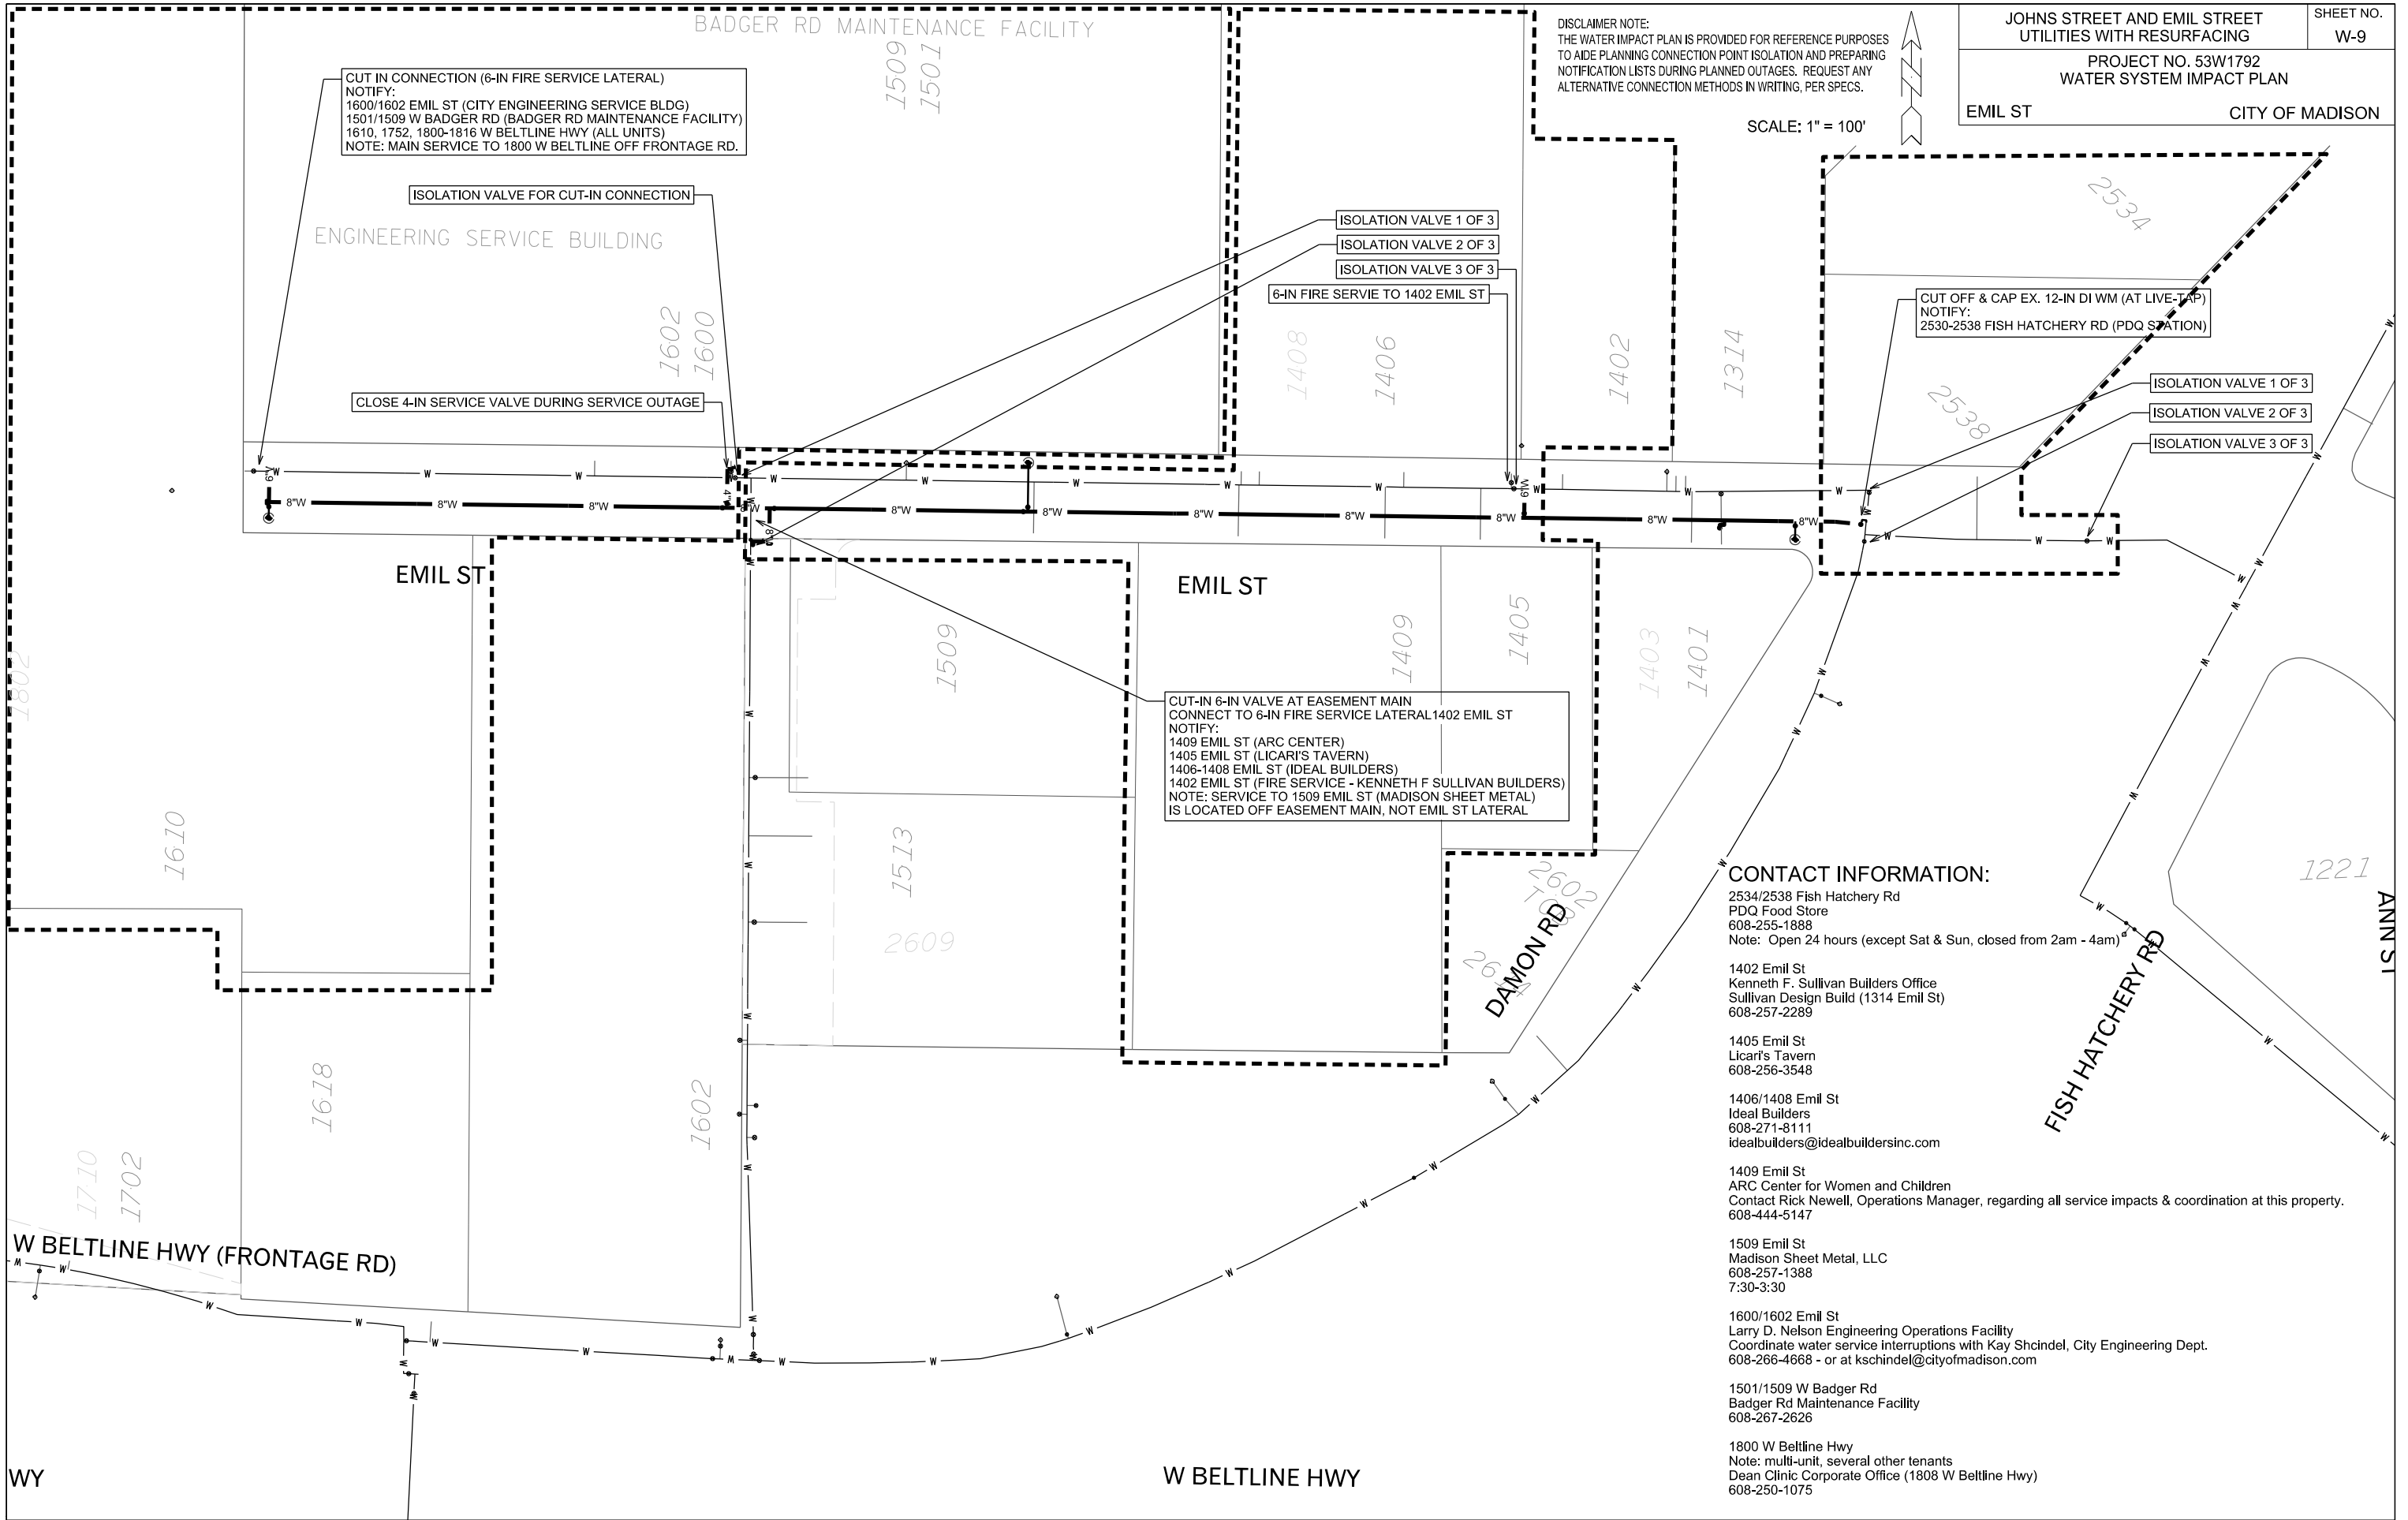 BADGER RD MAINTENANCE FACILITY
1509
1501
DISCLAIMER NOTE:
THE WATER IMPACT PLAN IS PROVIDED FOR REFERENCE PURPOSES
TO AIDE PLANNING CONNECTION POINT ISOLATION AND PREPARING
NOTIFICATION LISTS DURING PLANNED OUTAGES. REQUEST ANY
ALTERNATIVE CONNECTION METHODS IN WRITING, PER SPECS.
SCALE: 1" = 100'
N
JOHNS STREET AND EMIL STREET
UTILITIES WITH RESURFACING
SHEET NO.
W-9
PROJECT NO. 53W1792
WATER SYSTEM IMPACT PLAN
EMIL ST
CITY OF MADISON
CUT IN CONNECTION (6-IN FIRE SERVICE LATERAL)
NOTIFY:
1600/1602 EMIL ST (CITY ENGINEERING SERVICE BLDG)
1501/1509 W BADGER RD (BADGER RD MAINTENANCE FACILITY)
1610, 1752, 1800-1816 W BELTLINE HWY (ALL UNITS)
NOTE: MAIN SERVICE TO 1800 W BELTLINE OFF FRONTAGE RD.
ISOLATION VALVE FOR CUT-IN CONNECTION
ENGINEERING SERVICE BUILDING
1602
1600
CLOSE 4-IN SERVICE VALVE DURING SERVICE OUTAGE
ISOLATION VALVE 1 OF 3
ISOLATION VALVE 2 OF 3
ISOLATION VALVE 3 OF 3
6-IN FIRE SERVIE TO 1402 EMIL ST
1408
1406
1402
1314
2534
CUT OFF & CAP EX. 12-IN DI WM (AT LIVE-TAP)
NOTIFY:
2530-2538 FISH HATCHERY RD (PDQ STATION)
2538
ISOLATION VALVE 1 OF 3
ISOLATION VALVE 2 OF 3
ISOLATION VALVE 3 OF 3
8"W 8"W 8"W 8"W 8"W 8"W 8"W 8"W 8"W 8"W 8"W
EMIL ST
EMIL ST
1802
1509
1409
1405
1403
1401
CUT-IN 6-IN VALVE AT EASEMENT MAIN
CONNECT TO 6-IN FIRE SERVICE LATERAL1402 EMIL ST
NOTIFY:
1409 EMIL ST (ARC CENTER)
1405 EMIL ST (LICARI'S TAVERN)
1406-1408 EMIL ST (IDEAL BUILDERS)
1402 EMIL ST (FIRE SERVICE - KENNETH F SULLIVAN BUILDERS)
NOTE: SERVICE TO 1509 EMIL ST (MADISON SHEET METAL)
IS LOCATED OFF EASEMENT MAIN, NOT EMIL ST LATERAL
1610
1513
2609
2602
TO
DAMON RD
1221
ANN ST
FISH HATCHERY RD
1618
1602
1710
1702
W BELTLINE HWY (FRONTAGE RD)
WY
W BELTLINE HWY
CONTACT INFORMATION:
2534/2538 Fish Hatchery Rd
PDQ Food Store
608-255-1888
Note: Open 24 hours (except Sat & Sun, closed from 2am - 4am)
1402 Emil St
Kenneth F. Sullivan Builders Office
Sullivan Design Build (1314 Emil St)
608-257-2289
1405 Emil St
Licari's Tavern
608-256-3548
1406/1408 Emil St
Ideal Builders
608-271-8111
idealbuilders@idealbuildersinc.com
1409 Emil St
ARC Center for Women and Children
Contact Rick Newell, Operations Manager, regarding all service impacts & coordination at this property.
608-444-5147
1509 Emil St
Madison Sheet Metal, LLC
608-257-1388
7:30-3:30
1600/1602 Emil St
Larry D. Nelson Engineering Operations Facility
Coordinate water service interruptions with Kay Shcindel, City Engineering Dept.
608-266-4668 - or at kschindel@cityofmadison.com
1501/1509 W Badger Rd
Badger Rd Maintenance Facility
608-267-2626
1800 W Beltline Hwy
Note: multi-unit, several other tenants
Dean Clinic Corporate Office (1808 W Beltline Hwy)
608-250-1075